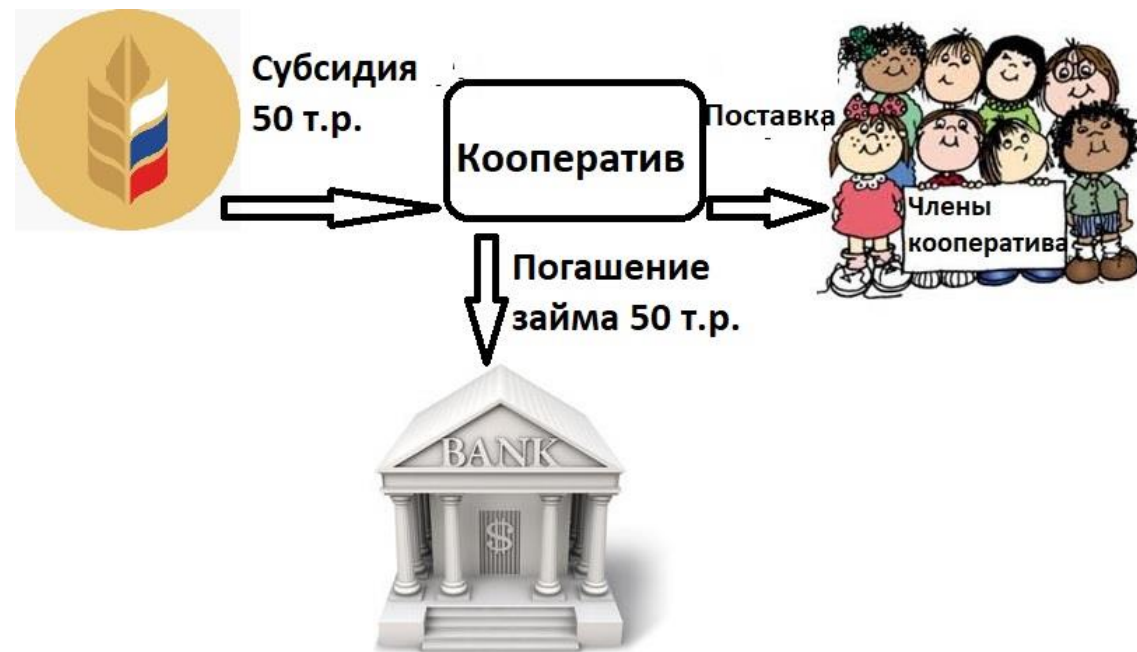 Субсидия
50 т.р.
Кооператив
Поставка
Члены
кооператива
Погашение
займа 50 т.р.
BANK
$